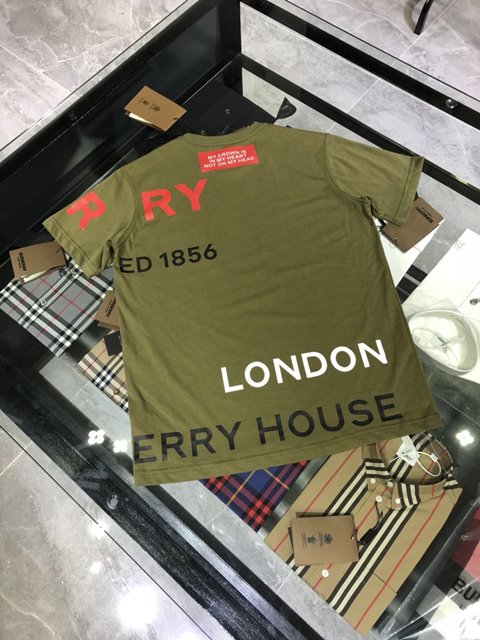 MY CROWN IS
IN MY HEART
NOT ON MY HEAD
R RY
ED 1856
LONDON
ERRY HOUSE